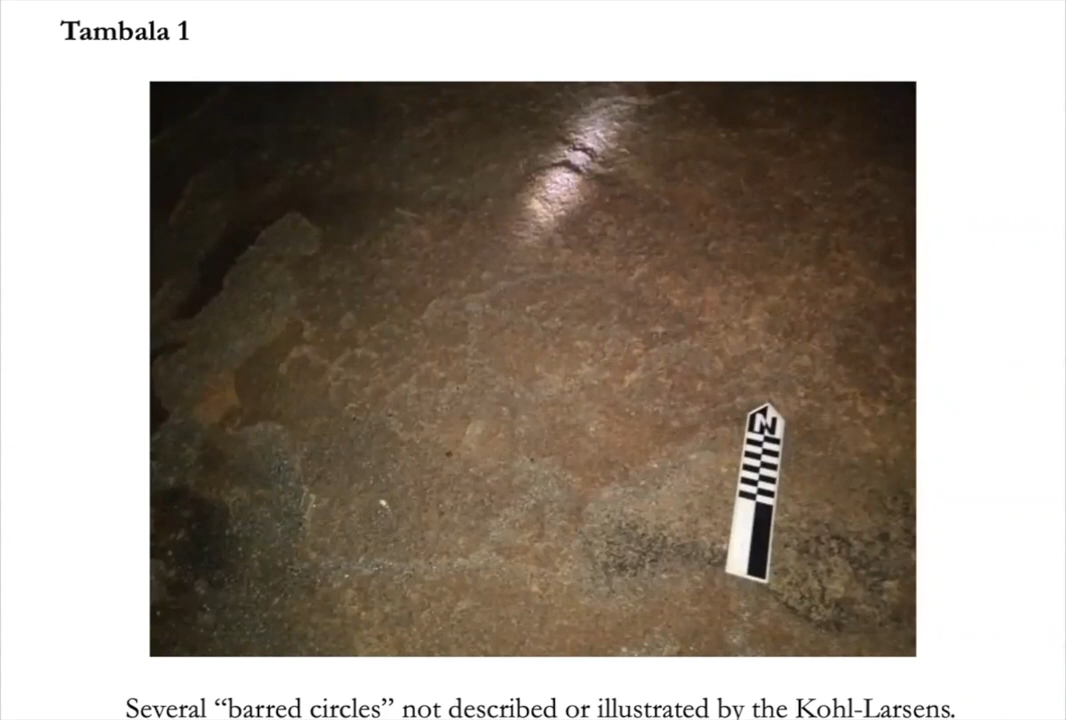 Tambala 1
N
Several “barred circles” not described or illustrated by the Kohl-Larsens.